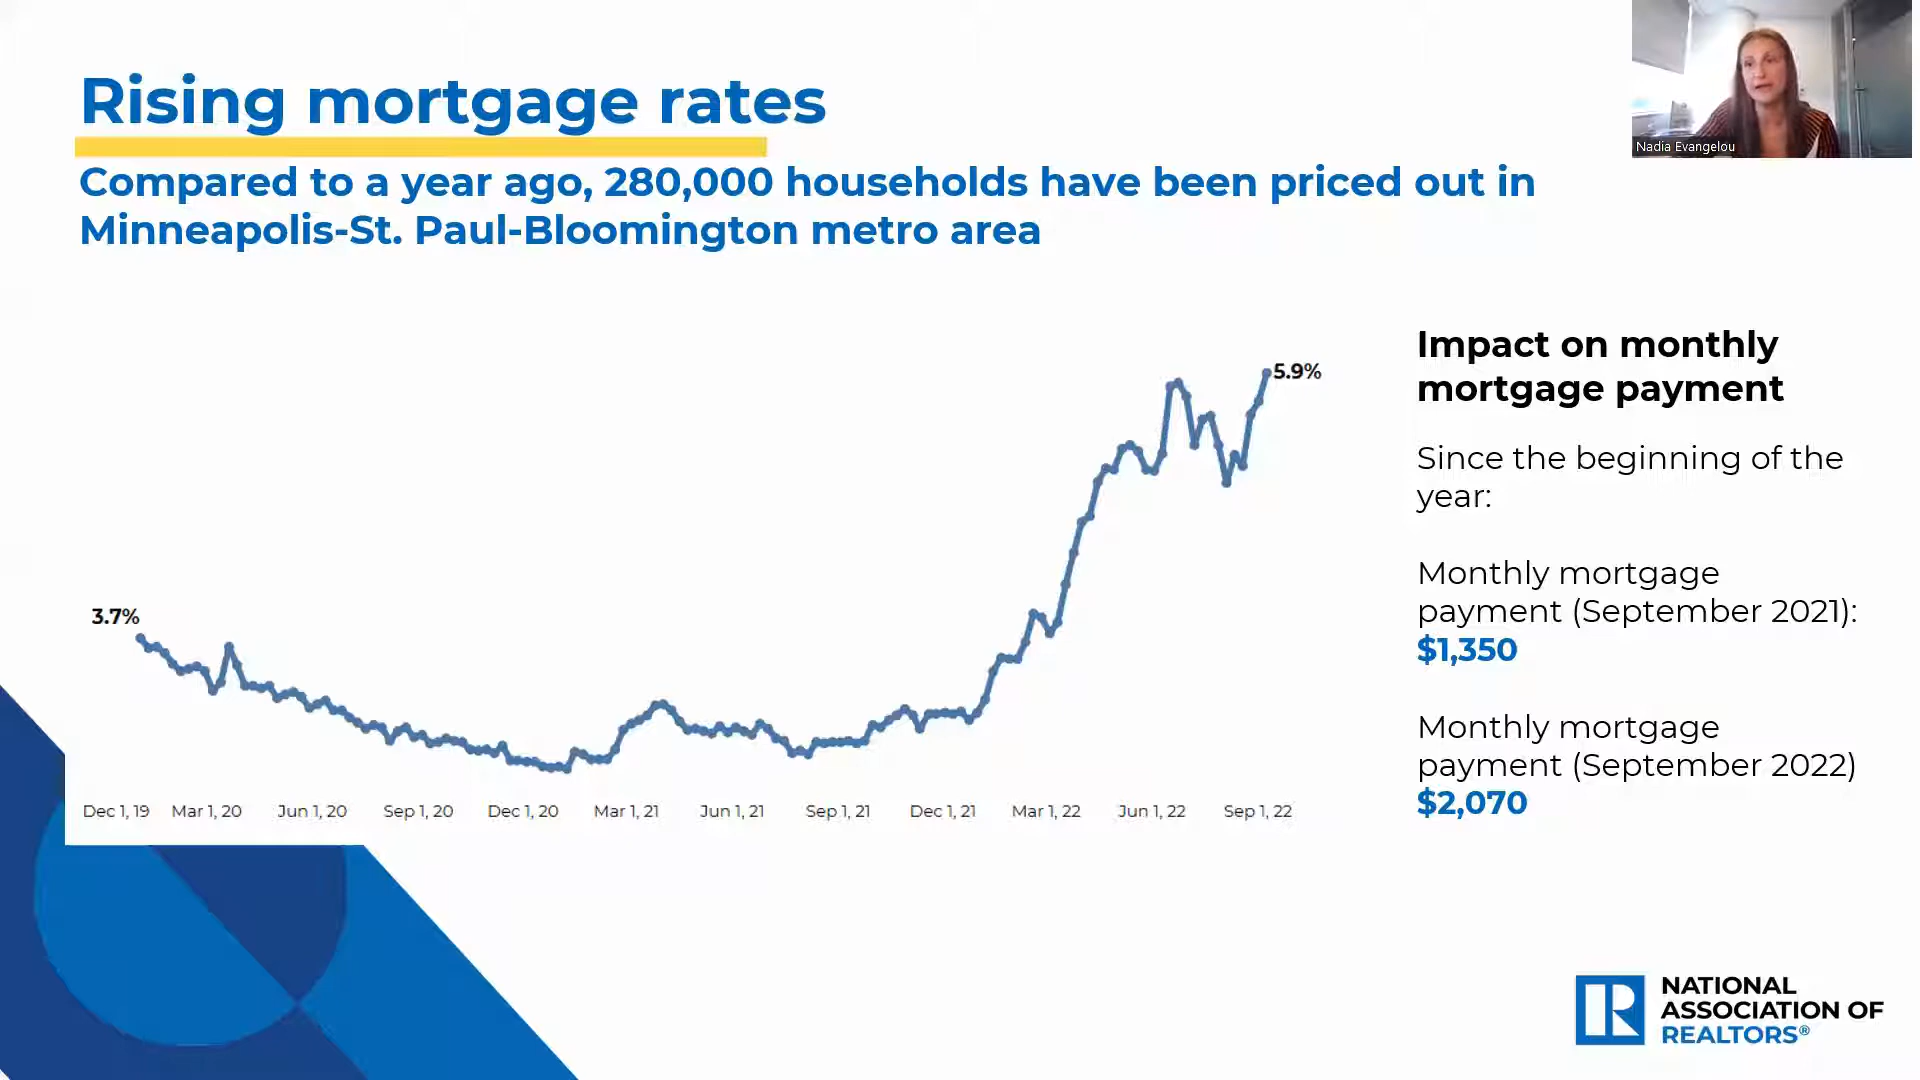 Rising mortgage rates
Compared to a year ago, 280,000 households have been priced out in
Minneapolis-St. Paul-Bloomington metro area
Nadia Evangelou
5.9%
3.7%
Dec 1, 19 Mar 1, 20 Jun 1, 20 Sep 1, 20 Dec 1, 20 Mar 1, 21 Jun 1, 21 Sep 1, 21 Dec 1, 21 Mar 1, 22 Jun 1, 22 Sep 1, 22
Impact on monthly
mortgage payment
Since the beginning of the
year:
Monthly mortgage
payment (September 2021):
$1,350
Monthly mortgage
payment (September 2022)
$2,070
NATIONAL
ASSOCIATION OF
REALTORS®